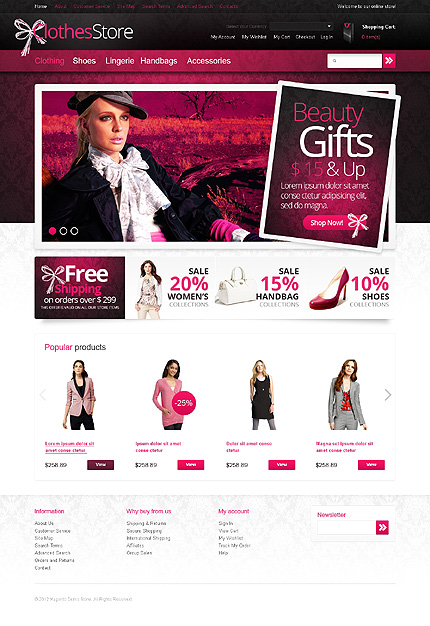 Home About Customer Service Site Map Search Terms Advanced Search Contacts
Welcome to our online store!
KlothesStore
Select Your Currency
Shopping Cart:
My Account My Wishlist My Cart Checkout Log In
0 item(s)
Clothing Shoes Lingerie Handbags Accessories
Beauty
Gifts
$15 & Up
Lorem ipsum dolor sit
amet conse ctetur
adipisicing elit,
sed do magna.
Shop Now!
Free
Shipping
on orders over $299
THIS OFFER IS VALID ON ALL OUR STORE ITEMS
SALE
20%
WOMEN'S
COLLECTIONS
SALE
15%
HANDBAG
COLLECTIONS
SALE
10%
SHOES
COLLECTIONS
Popular products
-25%
Lorem ipsum dolor sit
amet conse ctetur
$258.89 View
Ipsum dolor sit amet
conse ctetur
$258.89 View
Dolor sit amet conse
ctetur
$258.89 View
Magna sol ipsum dolor
sit amet conse ctetur
$258.89 View
Information
About Us
Customer Service
Site Map
Search Terms
Advanced Search
Orders and Returns
Contact
Why buy from us
Shipping & Returns
Secure Shopping
International Shipping
Affiliates
Group Sales
My account
Sign In
View Cart
My Wishlist
Track My Order
Help
Newsletter
© 2012 Magento Demo Store. All Rights Reserved.